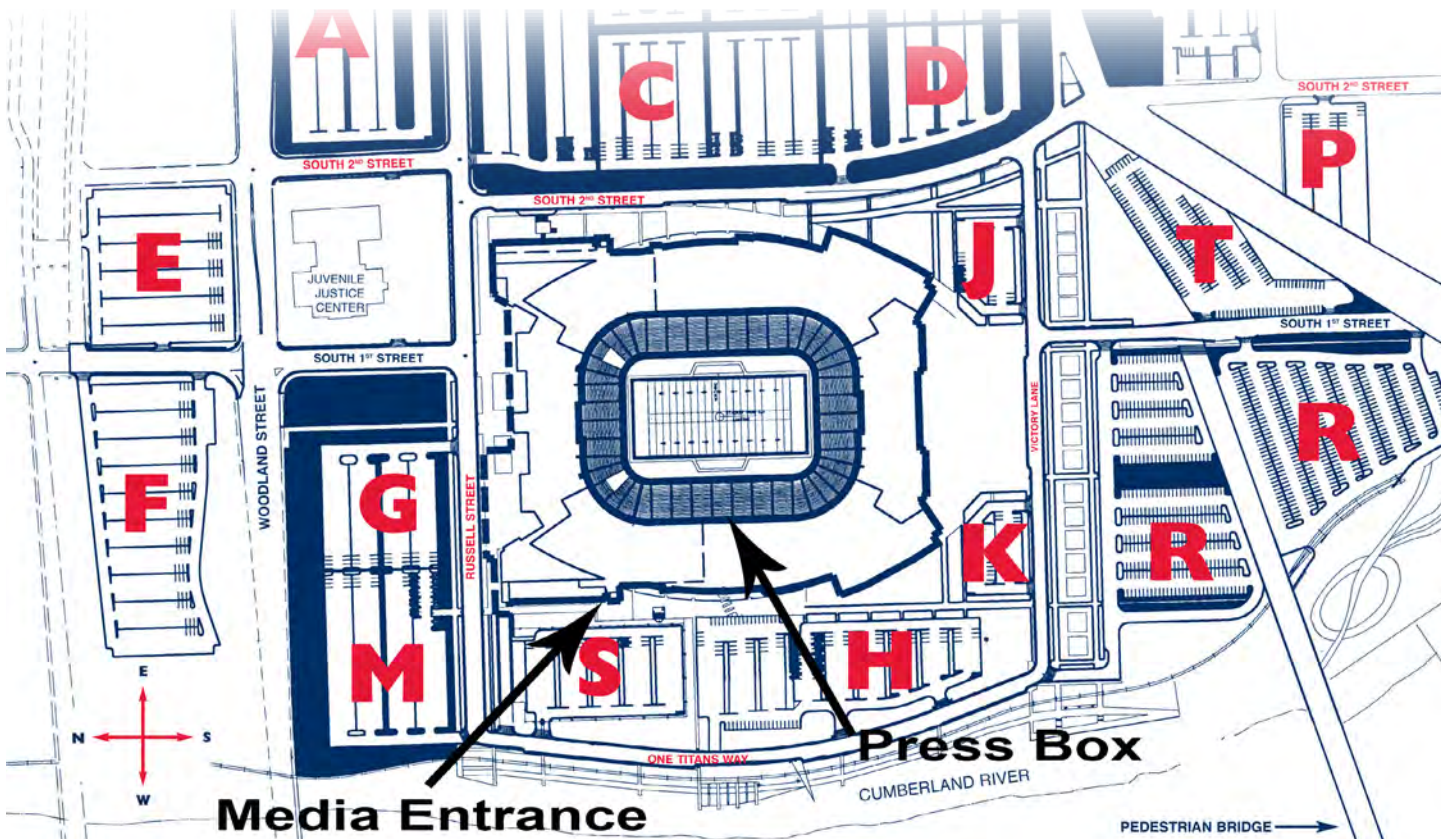 A
C
D
SOUTH 2ND STREET
P
SOUTH 2ND STREET
SOUTH 2ND STREET
E
JUVENILE
JUSTICE
CENTER
J
T
SOUTH 1ST STREET
SOUTH 1ST STREET
WOODLAND STREET
F
G
RUSSELL STREET
VICTORY LANE
R
R
K
M
S
H
E
N
S
W
ONE TITANS WAY
Press Box
CUMBERLAND RIVER
Media Entrance
PEDESTRIAN BRIDGE